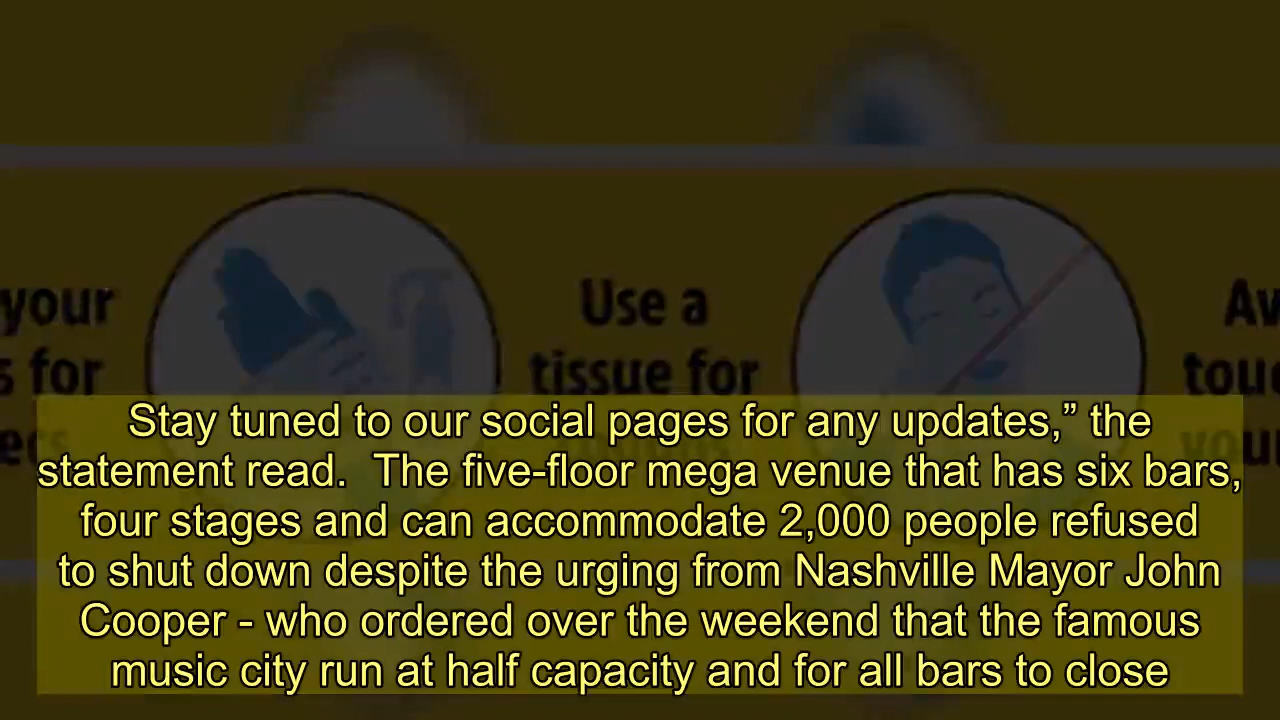 your
s for
Use a
tissue for
Av
Stay tuned to our social pages for any updates,” the
statement read.  The five-floor mega venue that has six bars,
four stages and can accommodate 2,000 people refused
to shut down despite the urging from Nashville Mayor John
Cooper - who ordered over the weekend that the famous
music city run at half capacity and for all bars to close